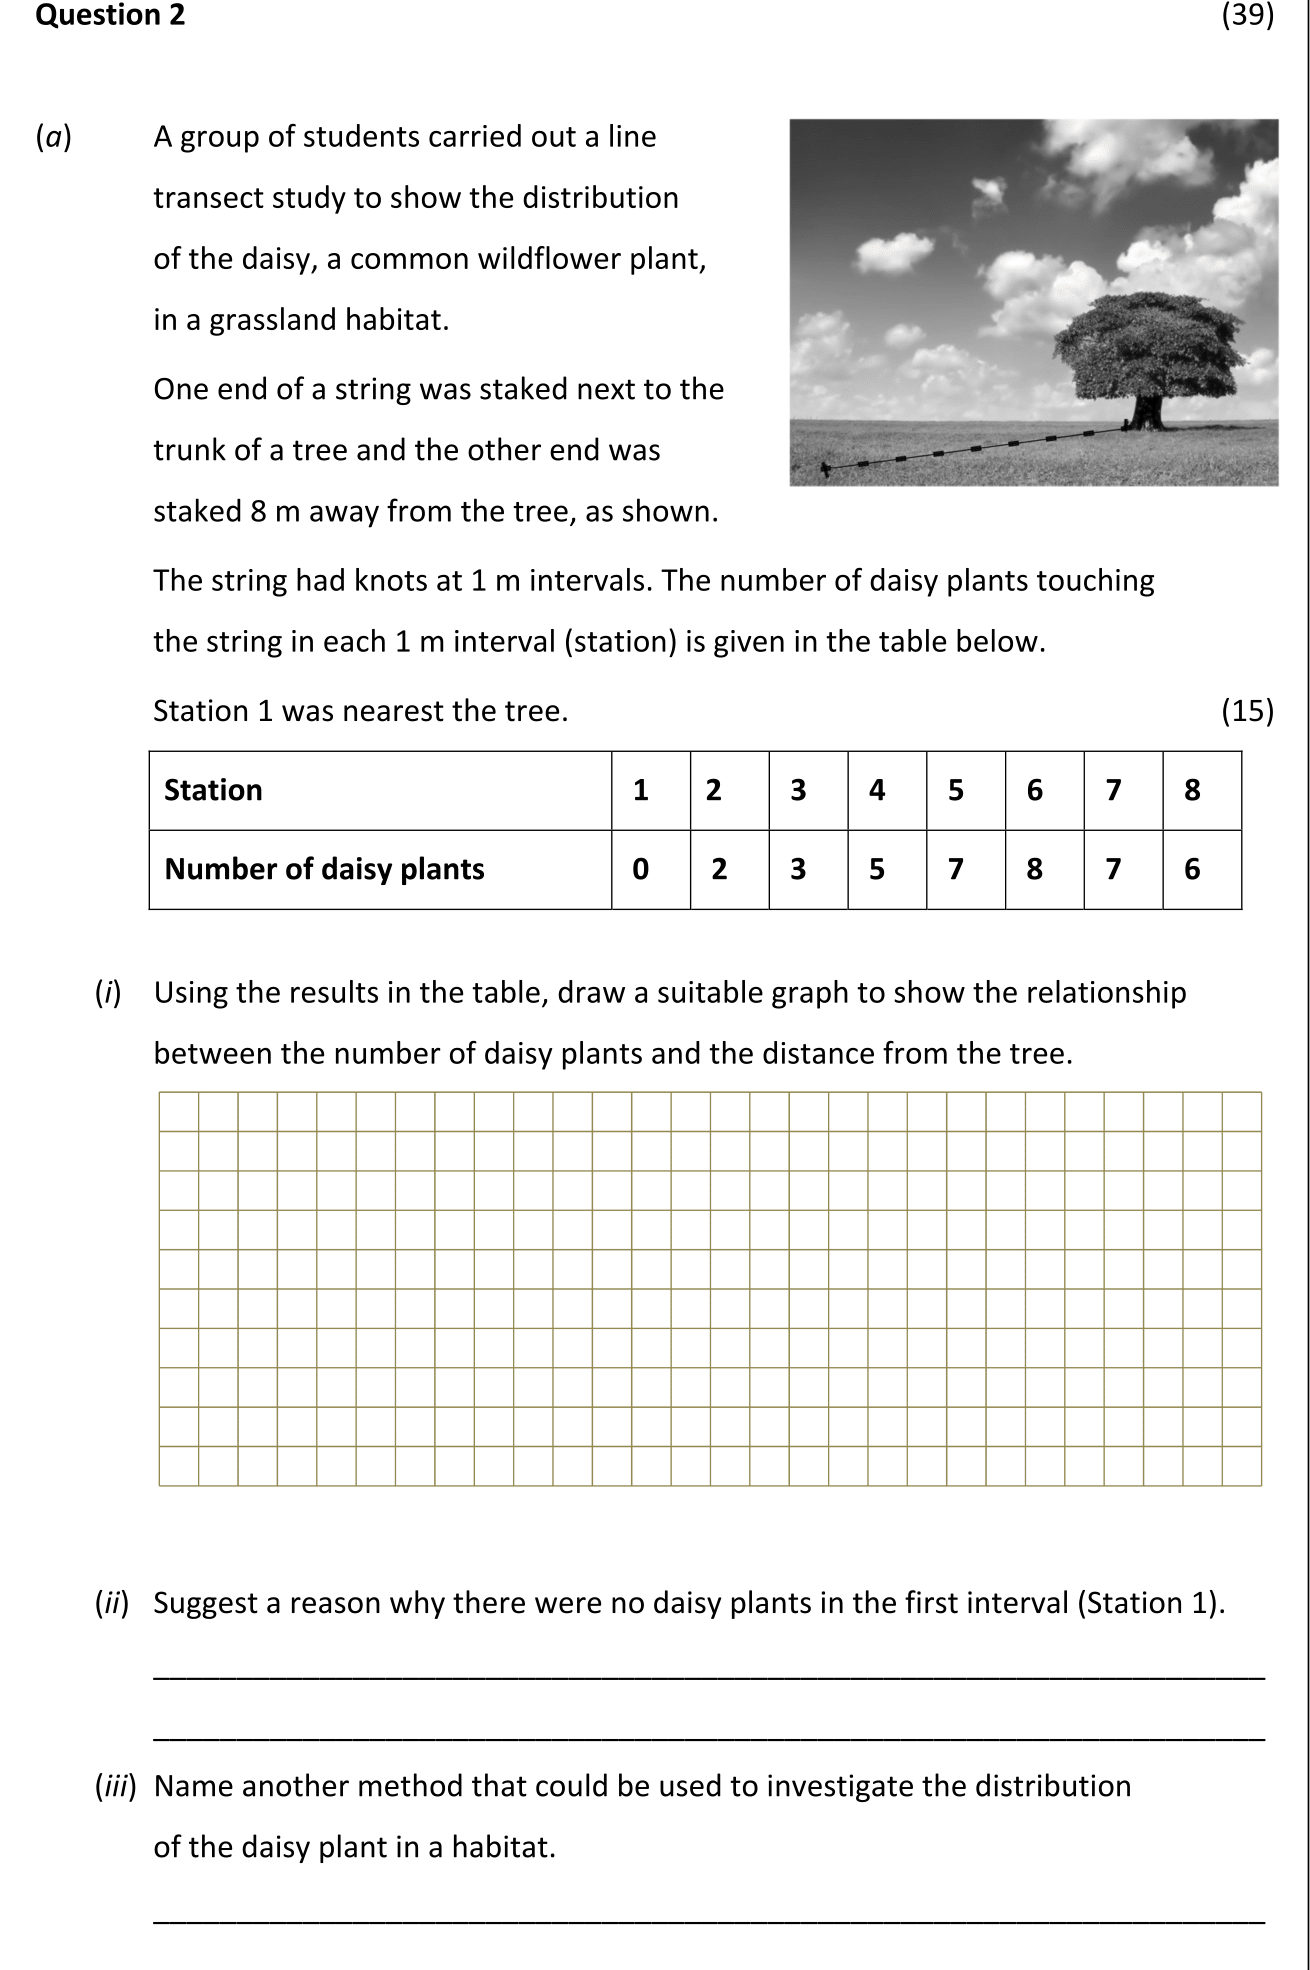 Question 2 (39)
(a) A group of students carried out a line
transect study to show the distribution
of the daisy, a common wildflower plant,
in a grassland habitat.
One end of a string was staked next to the
trunk of a tree and the other end was
staked 8 m away from the tree, as shown.
The string had knots at 1 m intervals. The number of daisy plants touching
the string in each 1 m interval (station) is given in the table below.
Station 1 was nearest the tree. (15)
Station 1 2 3 4 5 6 7 8
Number of daisy plants 0 2 3 5 7 8 7 6
(i) Using the results in the table, draw a suitable graph to show the relationship
between the number of daisy plants and the distance from the tree.
(ii) Suggest a reason why there were no daisy plants in the first interval (Station 1).
(iii) Name another method that could be used to investigate the distribution
of the daisy plant in a habitat.